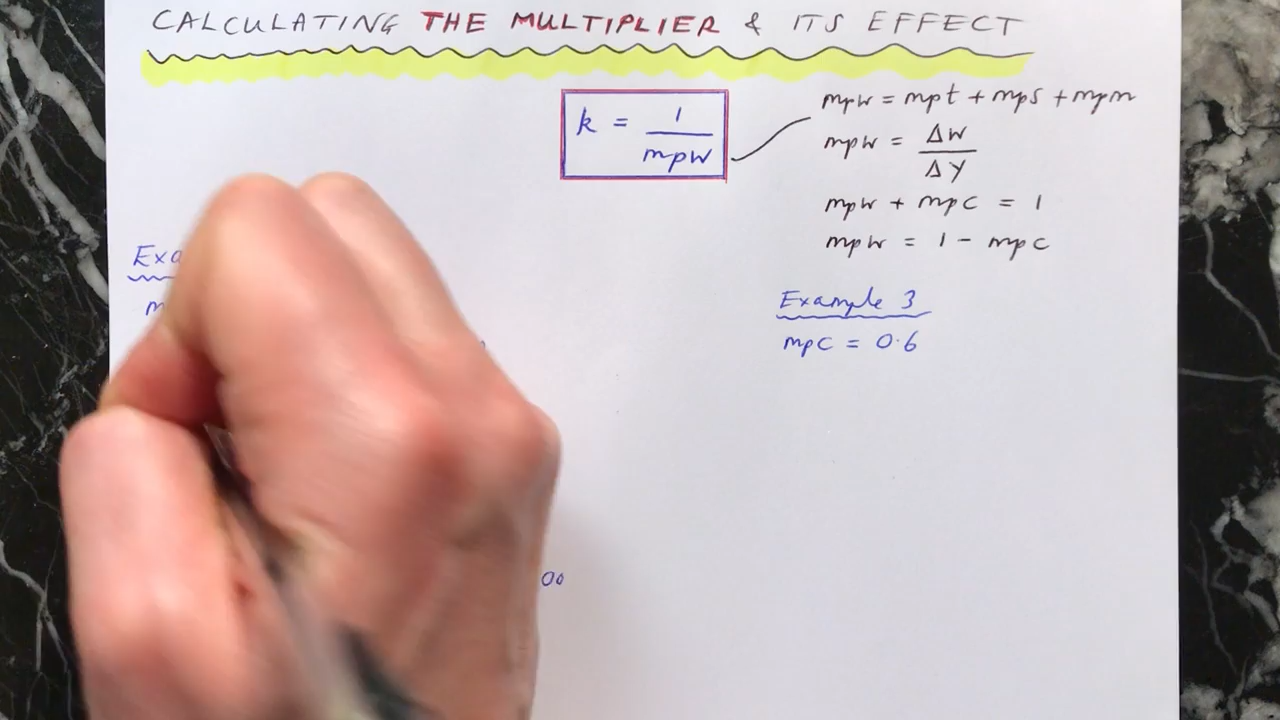 CALCULATING THE MULTIPLIER & ITS EFFECT
k = 1 / mpw
mpw = mpt + mps + mpm
mpw = ΔW / ΔY
mpw + mpc = 1
mpw = 1 - mpc
Example 3
mpc = 0.6